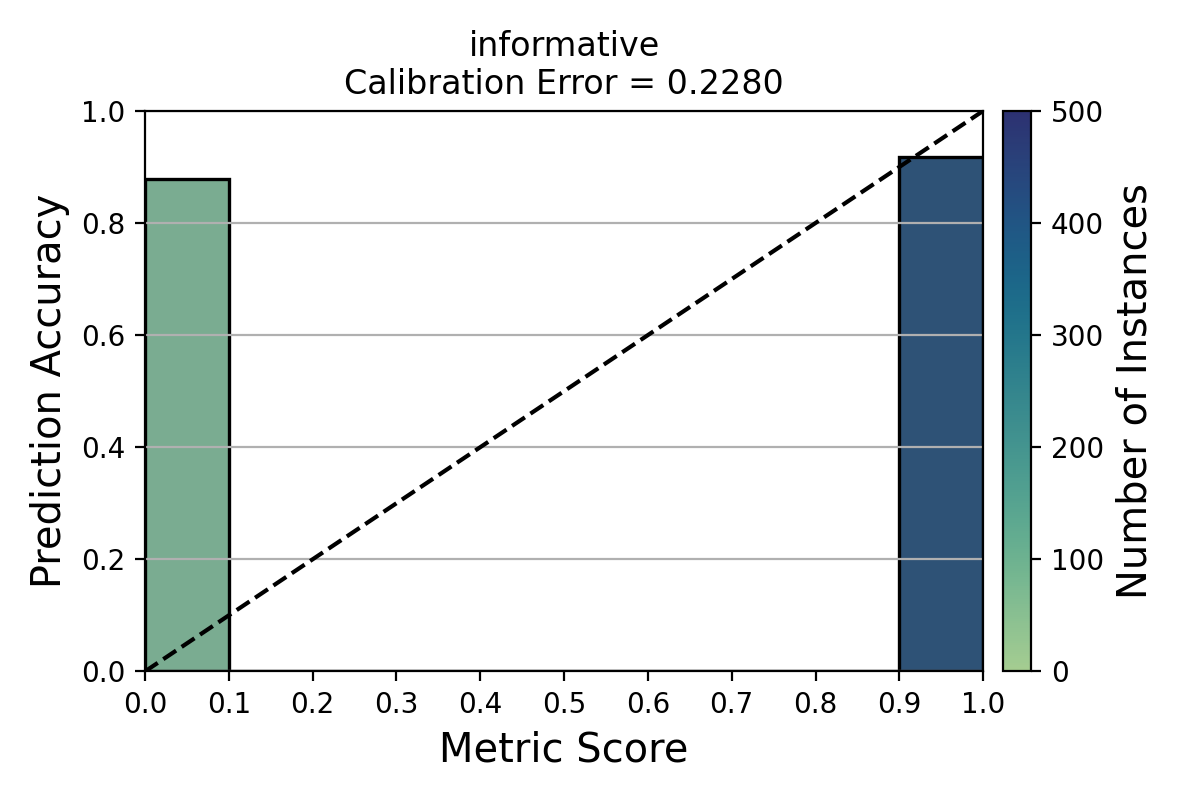 informative
Calibration Error = 0.2280
Prediction Accuracy
1.0
0.8
0.6
0.4
0.2
0.0
0.0 0.1 0.2 0.3 0.4 0.5 0.6 0.7 0.8 0.9 1.0
Metric Score
500
400
300
200
100
0
Number of Instances